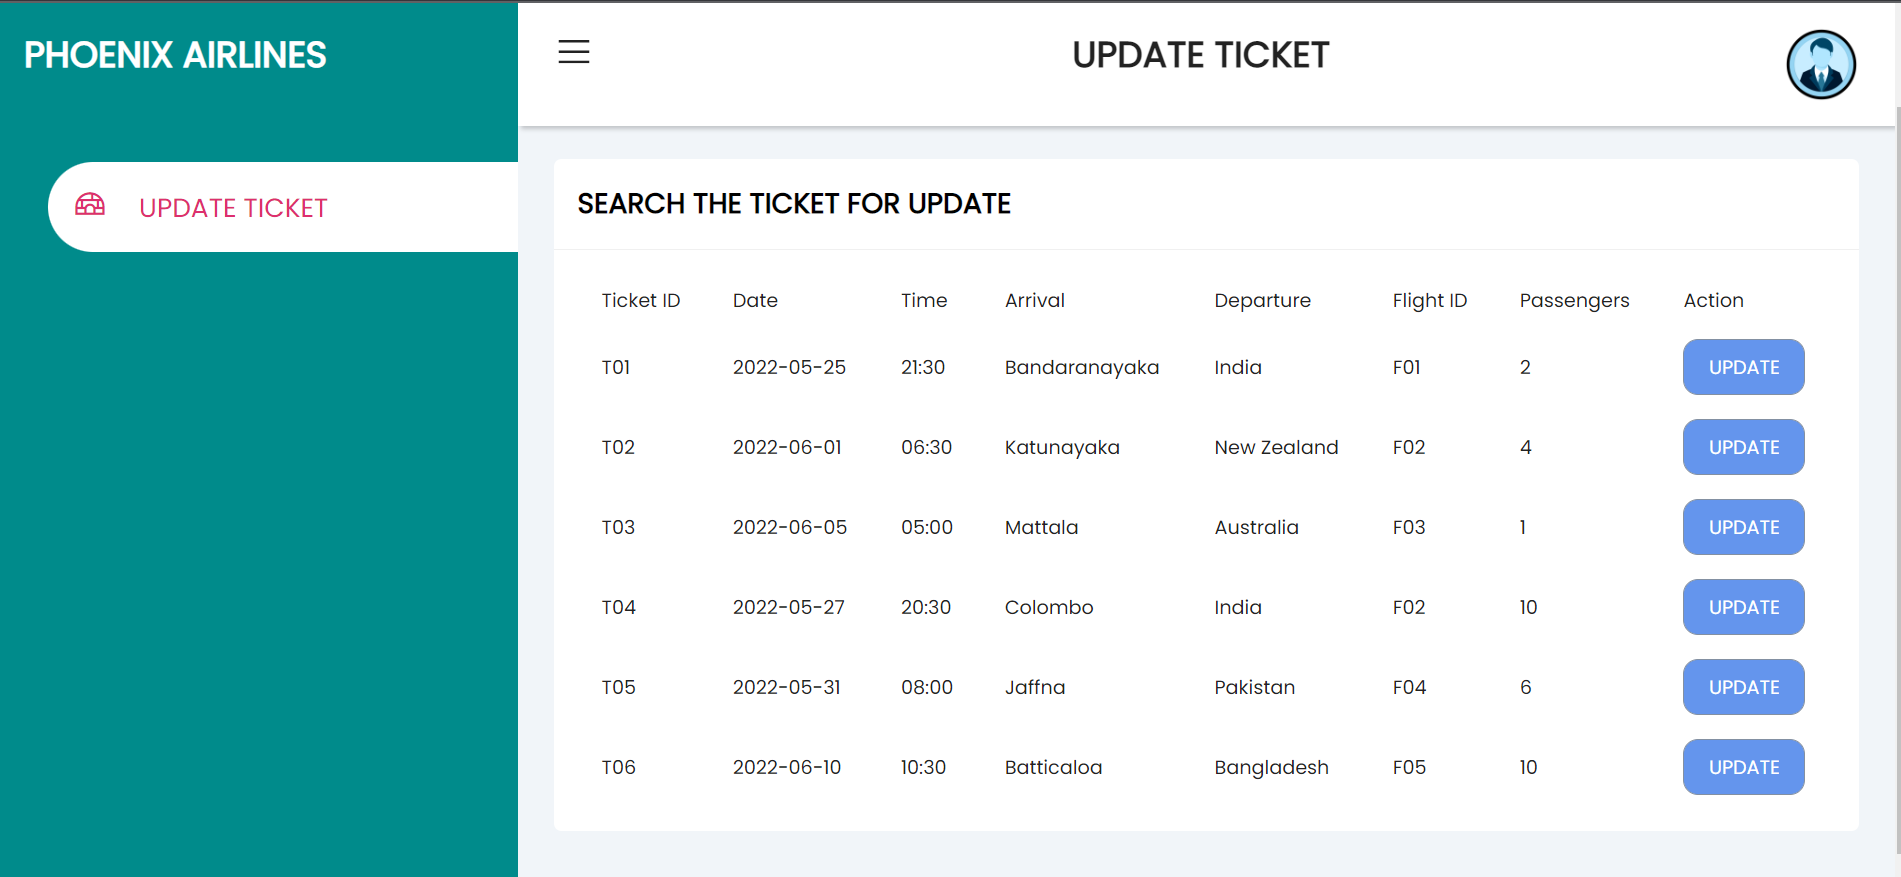 PHOENIX AIRLINES
UPDATE TICKET
UPDATE TICKET
SEARCH THE TICKET FOR UPDATE
Ticket ID Date Time Arrival Departure Flight ID Passengers Action
T01 2022-05-25 21:30 Bandaranayaka India F01 2 UPDATE
T02 2022-06-01 06:30 Katunayaka New Zealand F02 4 UPDATE
T03 2022-06-05 05:00 Mattala Australia F03 1 UPDATE
T04 2022-05-27 20:30 Colombo India F02 10 UPDATE
T05 2022-05-31 08:00 Jaffna Pakistan F04 6 UPDATE
T06 2022-06-10 10:30 Batticaloa Bangladesh F05 10 UPDATE